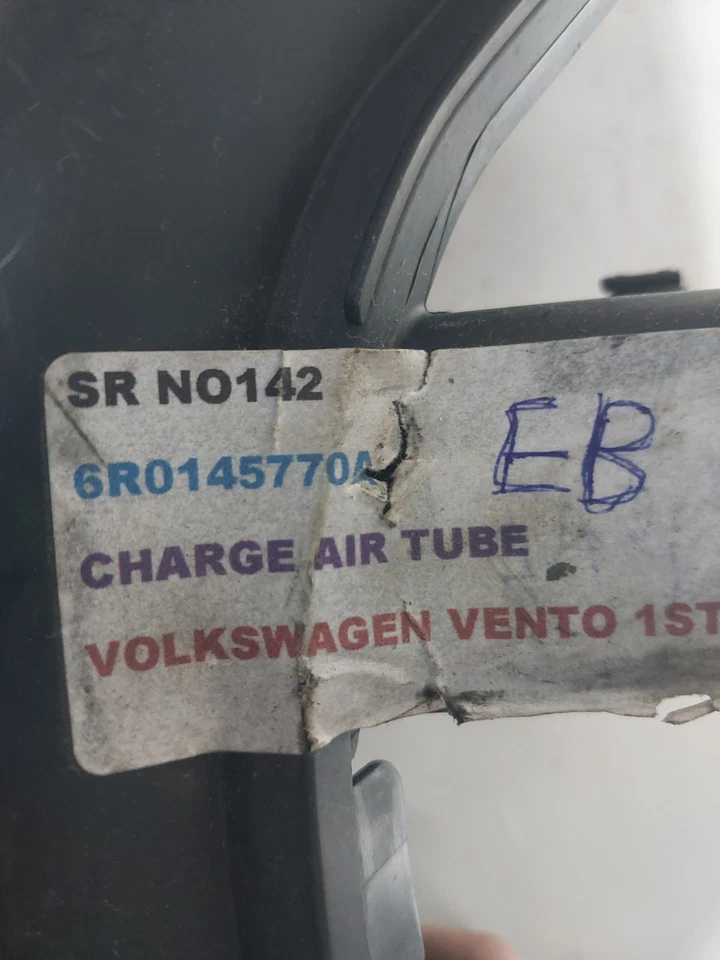 SR NO142
6R0145770A
EB
CHARGE AIR TUBE
VOLKSWAGEN VENTO 1ST